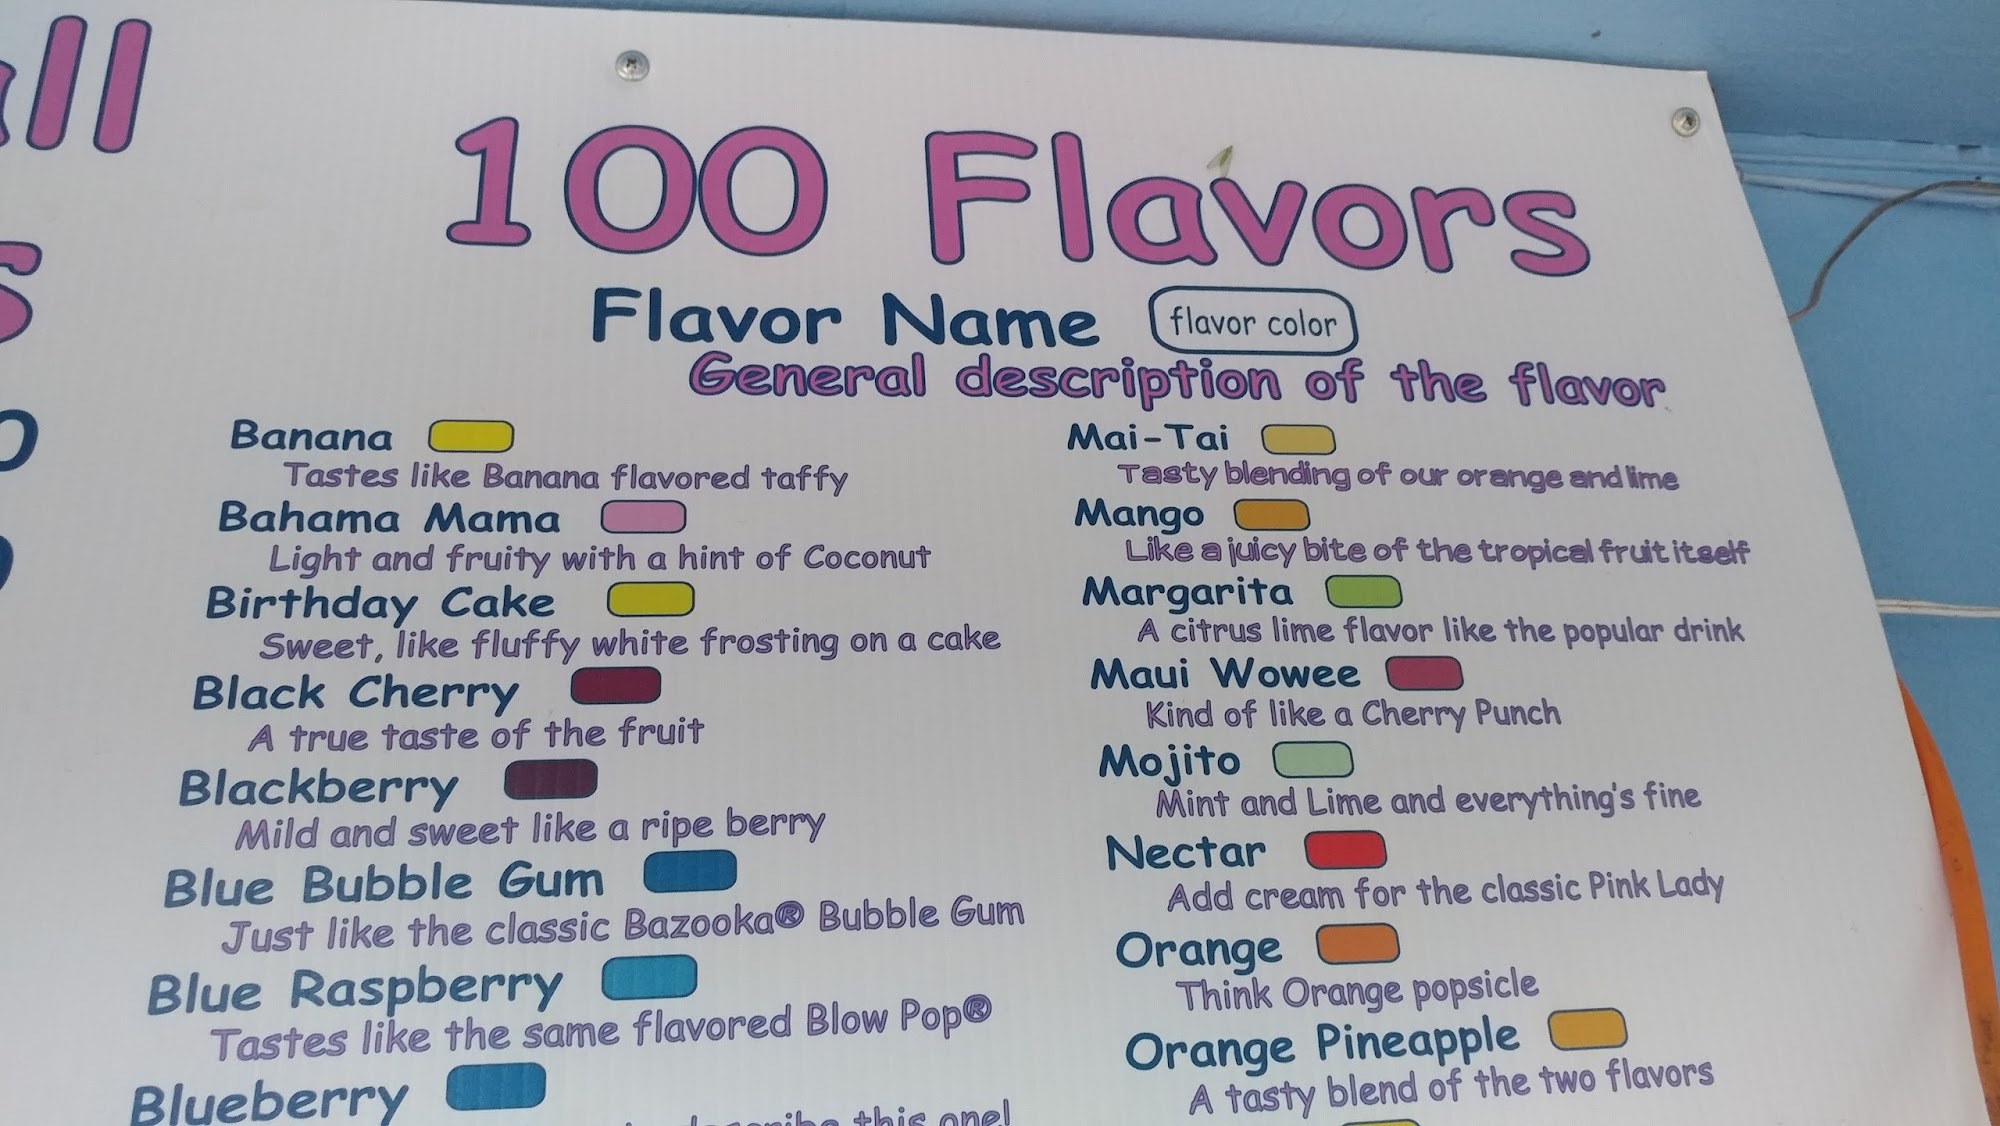 all
s
100 Flavors
Flavor Name flavor color
General description of the flavor
Banana
Tastes like Banana flavored taffy
Bahama Mama
Light and fruity with a hint of Coconut
Birthday Cake
Sweet, like fluffy white frosting on a cake
Black Cherry
A true taste of the fruit
Blackberry
Mild and sweet like a ripe berry
Blue Bubble Gum
Just like the classic Bazooka® Bubble Gum
Blue Raspberry
Tastes like the same flavored Blow Pop®
Blueberry
describe this one!
Mai-Tai
Tasty blending of our orange and lime
Mango
Like a juicy bite of the tropical fruit itself
Margarita
A citrus lime flavor like the popular drink
Maui Wowee
Kind of like a Cherry Punch
Mojito
Mint and Lime and everything's fine
Nectar
Add cream for the classic Pink Lady
Orange
Think Orange popsicle
Orange Pineapple
A tasty blend of the two flavors